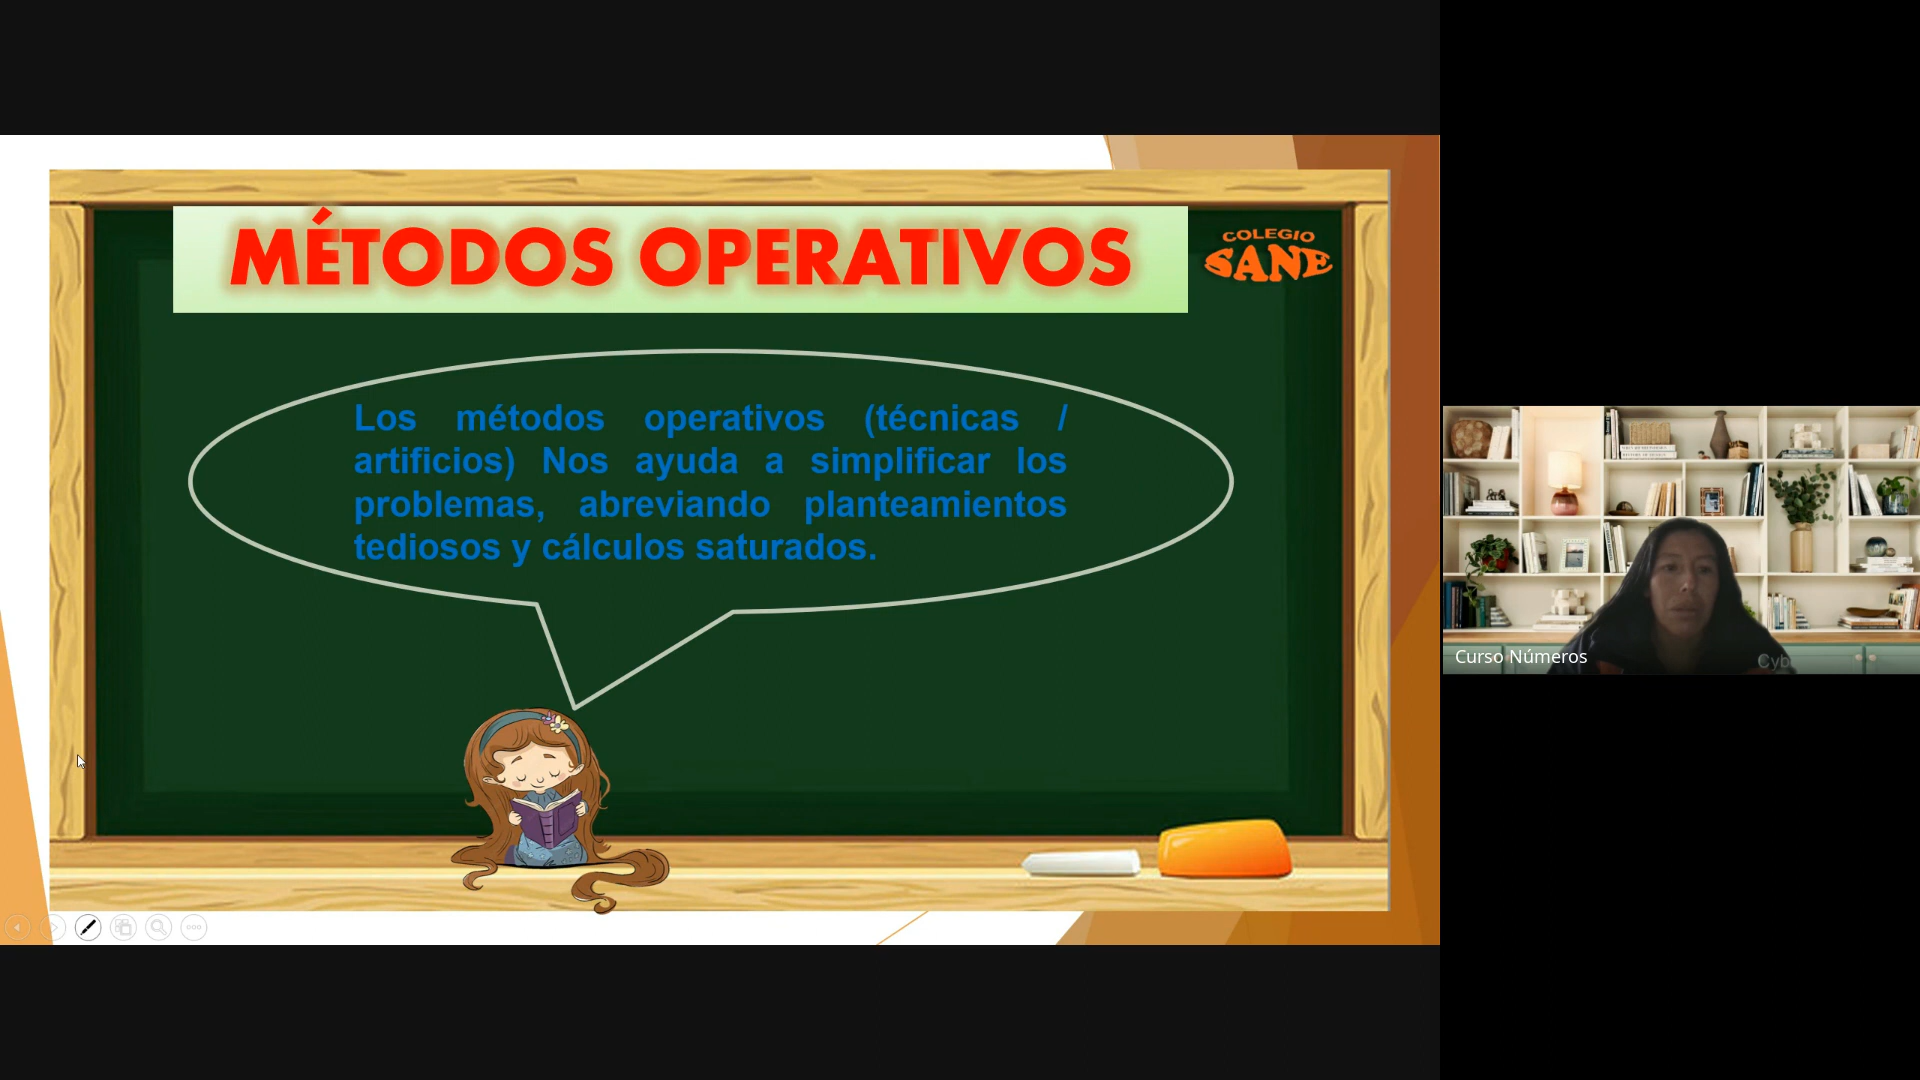 MÉTODOS OPERATIVOS
COLEGIO
SANE
Los métodos operativos (técnicas /
artificios) Nos ayuda a simplificar los
problemas, abreviando planteamientos
tediosos y cálculos saturados.
Curso Números
Cyb